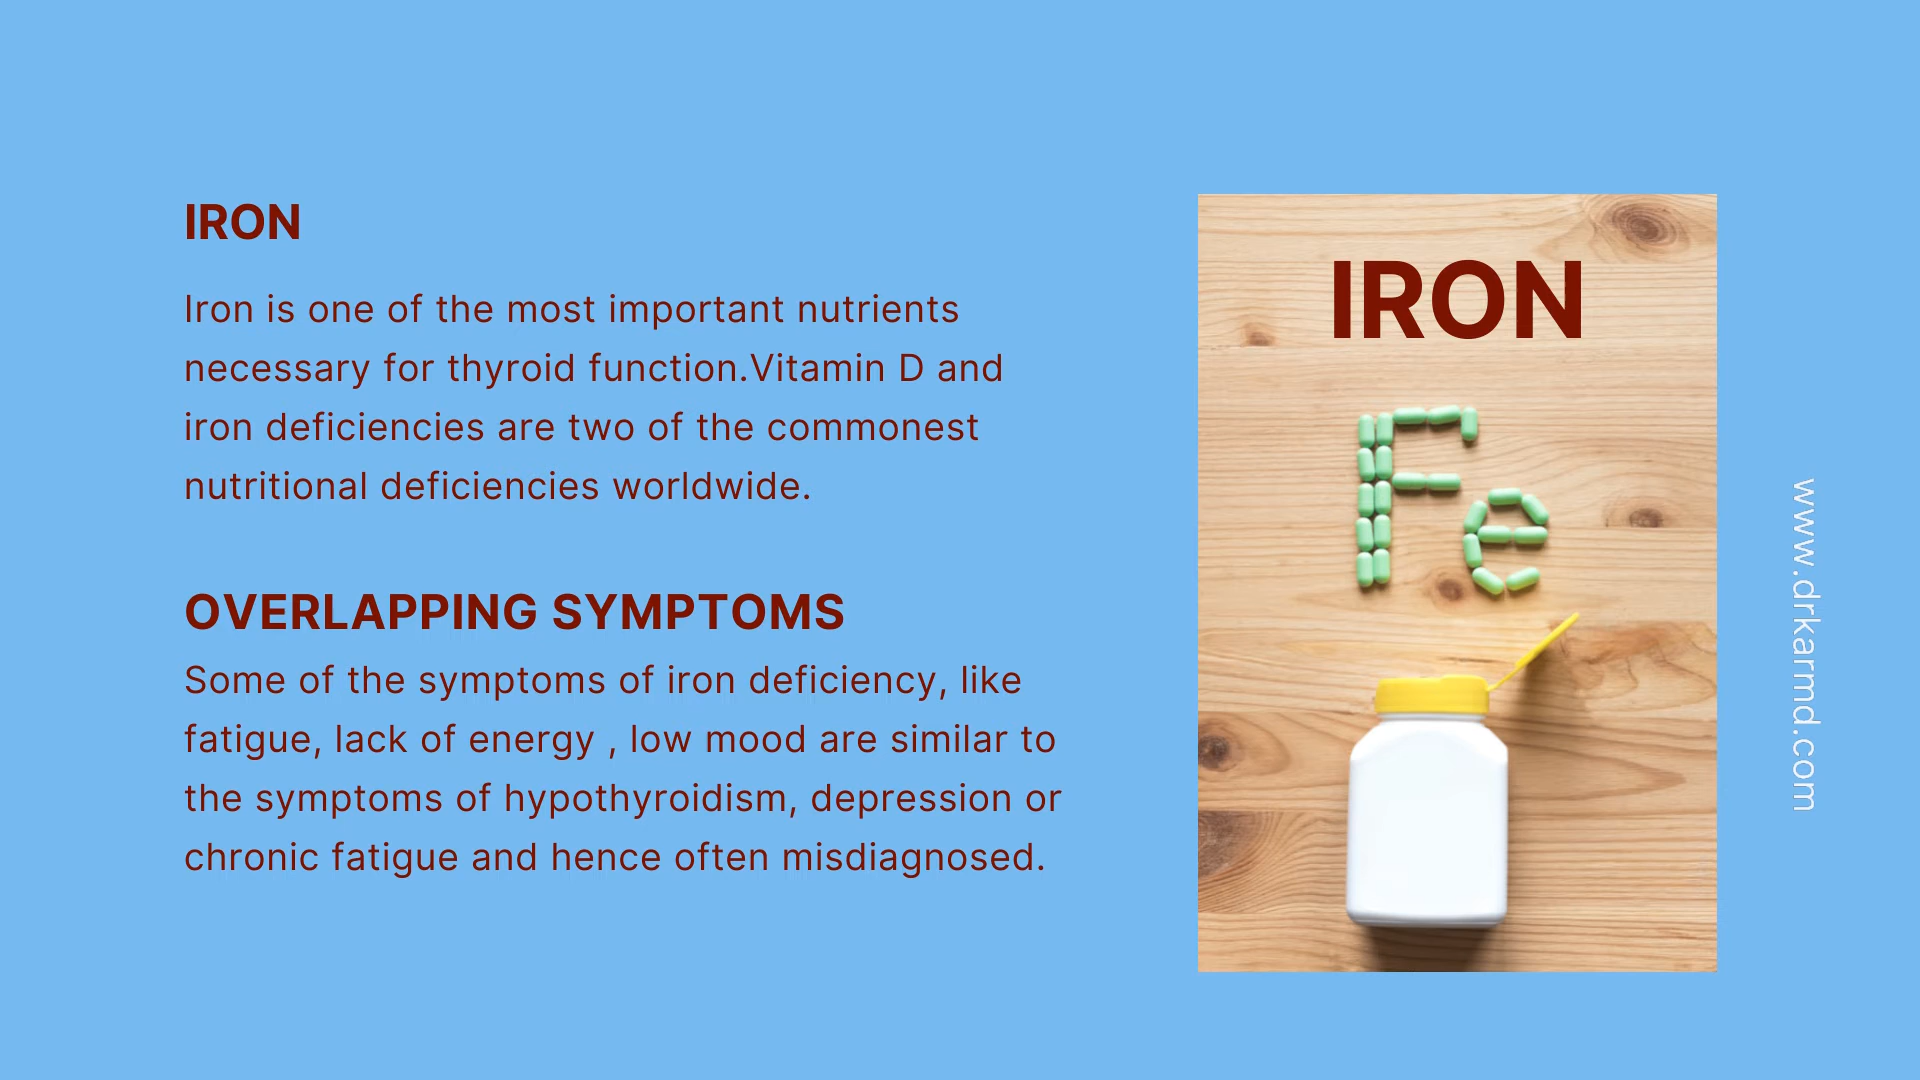 IRON
Iron is one of the most important nutrients
necessary for thyroid function.Vitamin D and
iron deficiencies are two of the commonest
nutritional deficiencies worldwide.
OVERLAPPING SYMPTOMS
Some of the symptoms of iron deficiency, like
fatigue, lack of energy , low mood are similar to
the symptoms of hypothyroidism, depression or
chronic fatigue and hence often misdiagnosed.
IRON
Fe
www.drkarmd.com